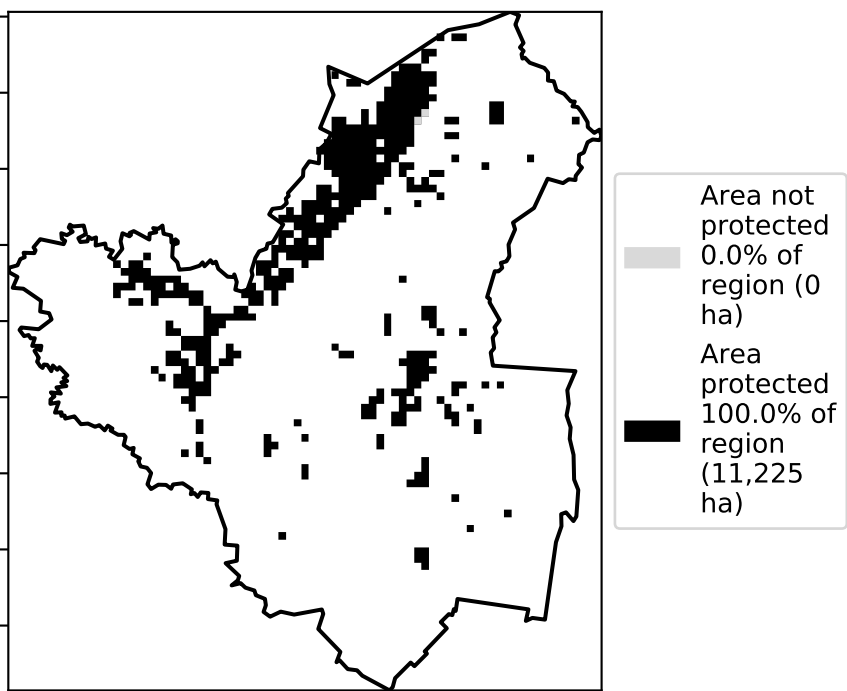 Area not
protected
0.0% of
region (0
ha)
Area
protected
100.0% of
region
(11,225
ha)